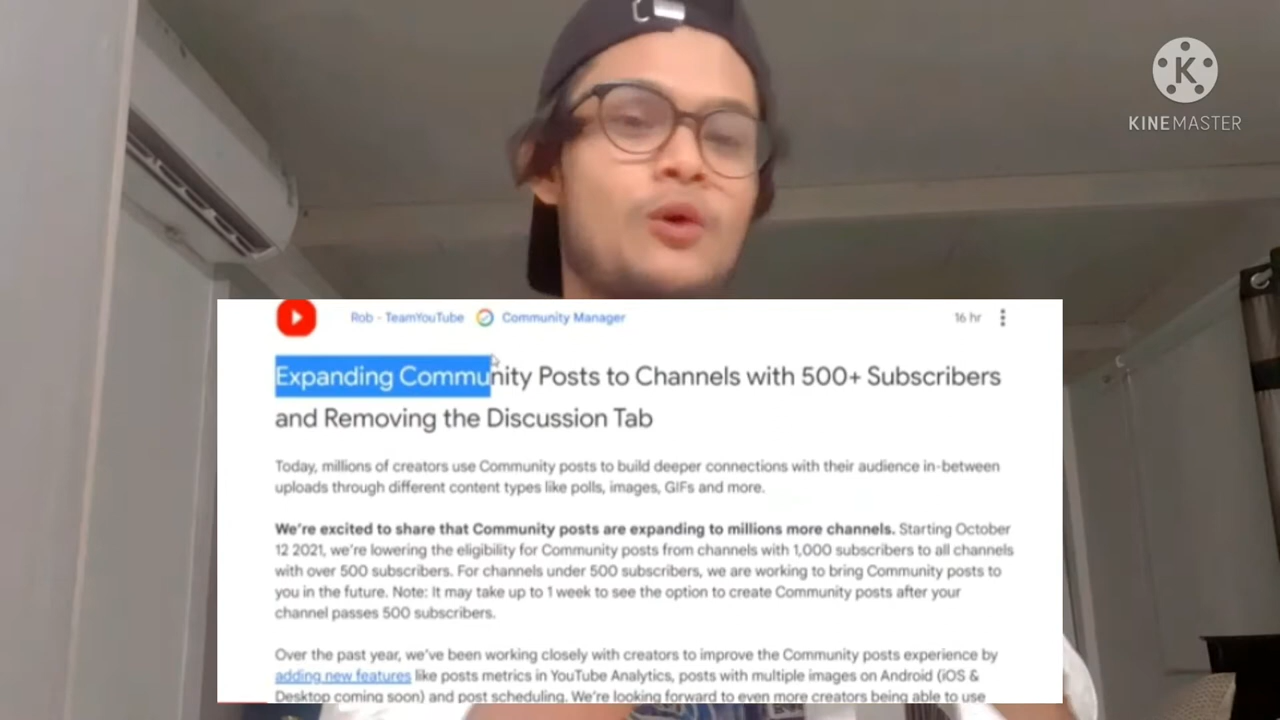 KINEMASTER
Rob - TeamYouTube Community Manager 16 hr
Expanding Community Posts to Channels with 500+ Subscribers
and Removing the Discussion Tab
Today, millions of creators use Community posts to build deeper connections with their audience in-between
uploads through different content types like polls, images, GIFs and more.
We're excited to share that Community posts are expanding to millions more channels. Starting October
12 2021, we're lowering the eligibility for Community posts from channels with 1,000 subscribers to all channels
with over 500 subscribers. For channels under 500 subscribers, we are working to bring Community posts to
you in the future. Note: It may take up to 1 week to see the option to create Community posts after your
channel passes 500 subscribers.
Over the past year, we've been working closely with creators to improve the Community posts experience by
adding new features like posts metrics in YouTube Analytics, posts with multiple images on Android (iOS &
Desktop coming soon) and post scheduling. We're looking forward to even more creators being able to use